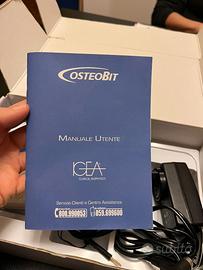 OSTEOBIT
MANUALE UTENTE
IGEA
CLINICAL BIOPHYSICS
Servizio Clienti e Centro Assistenza
800.990053 059.699600
subito